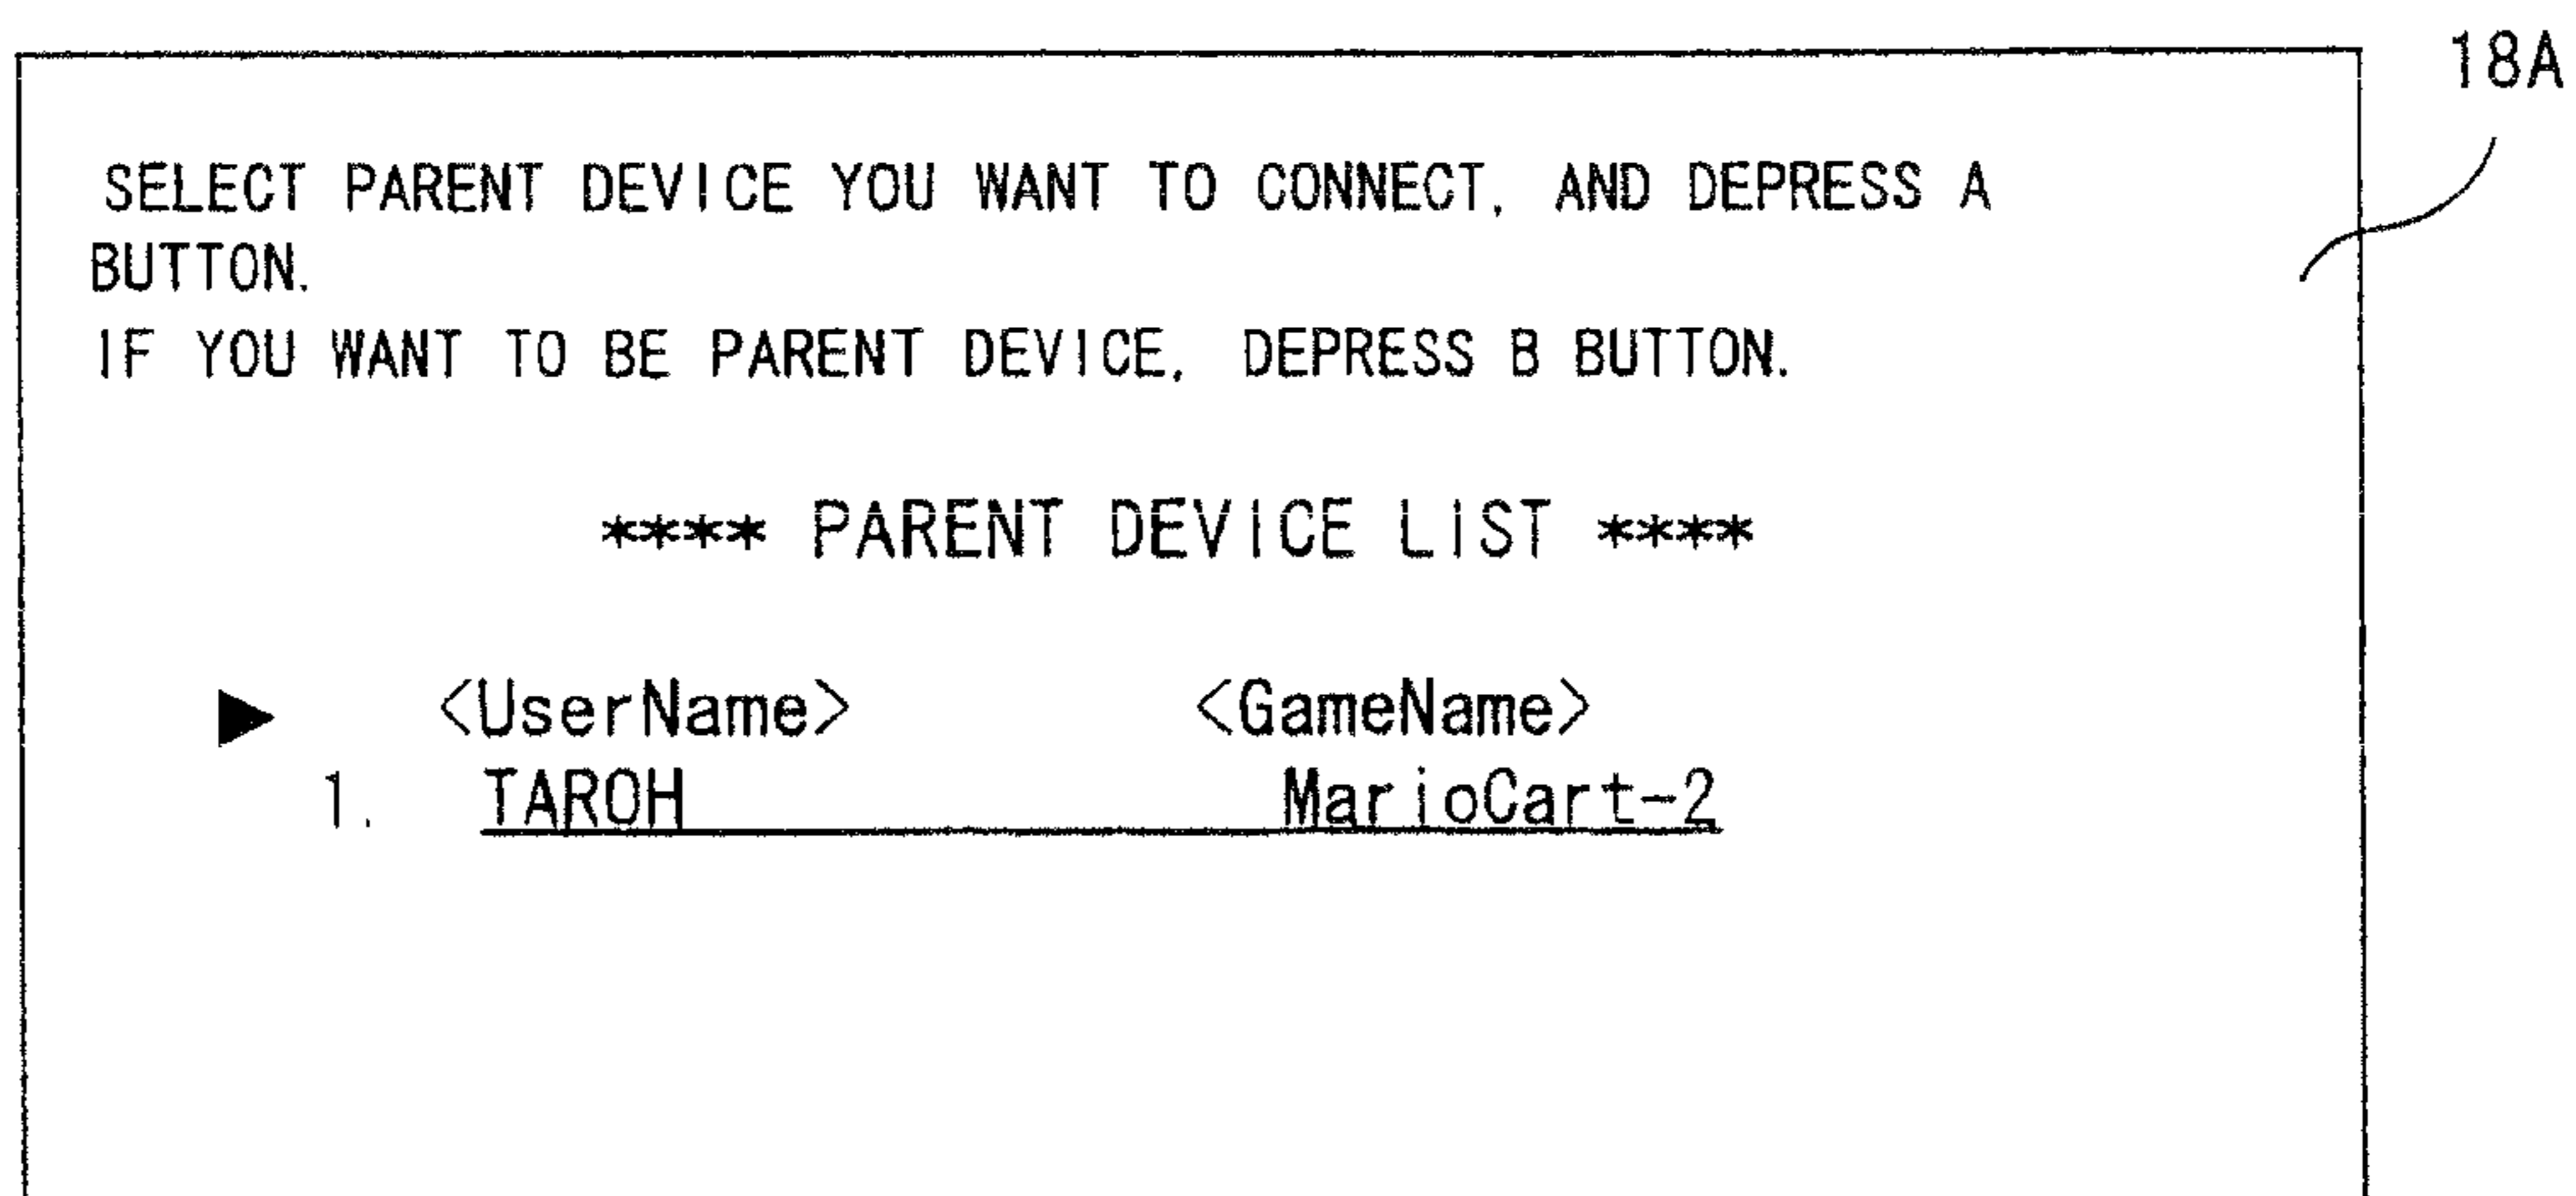 18A
SELECT PARENT DEVICE YOU WANT TO CONNECT, AND DEPRESS A
BUTTON.
IF YOU WANT TO BE PARENT DEVICE, DEPRESS B BUTTON.
**** PARENT DEVICE LIST ****
<UserName> <GameName>
1. TAROH MarioCart-2